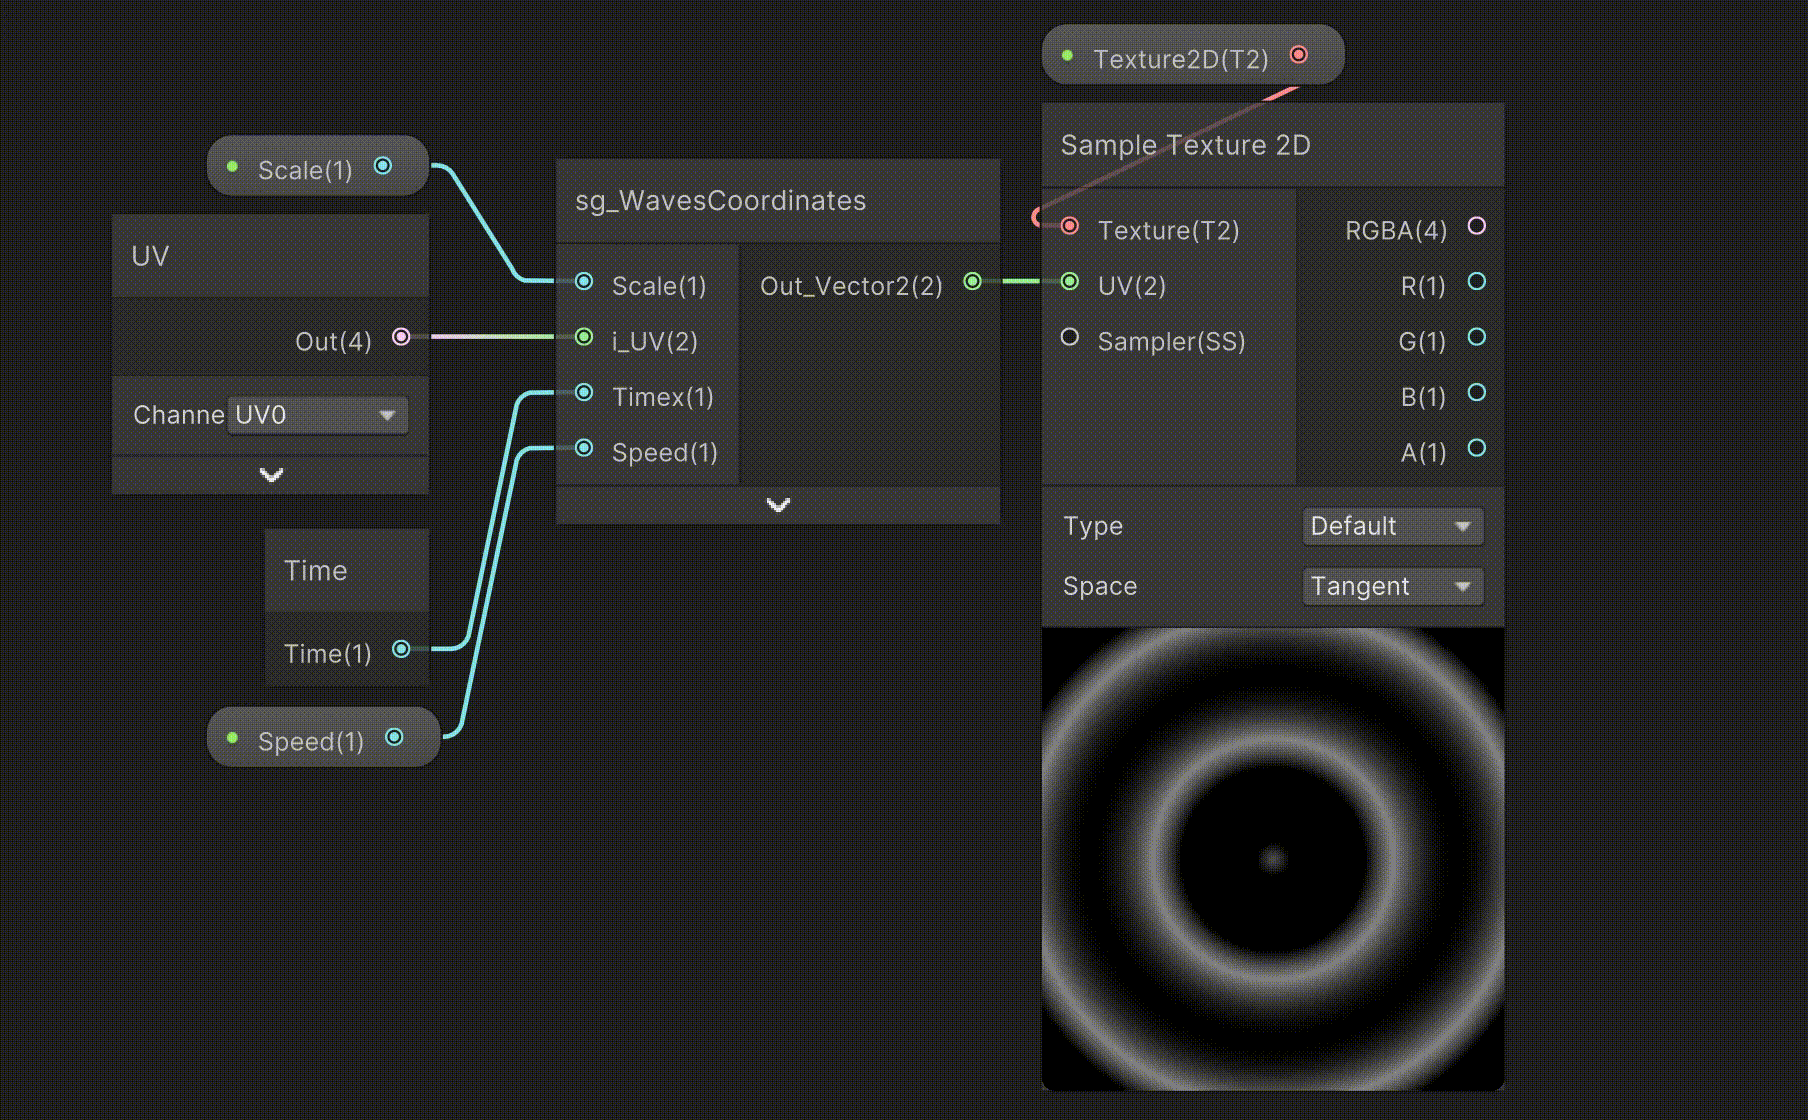 Texture2D(T2)
Scale(1)
UV
Out(4)
Channe UV0
Time
Time(1)
Speed(1)
sg_WavesCoordinates
Scale(1)
i_UV(2)
Timex(1)
Speed(1)
Out_Vector2(2)
Sample Texture 2D
Texture(T2)
UV(2)
Sampler(SS)
RGBA(4)
R(1)
G(1)
B(1)
A(1)
Type Default
Space Tangent